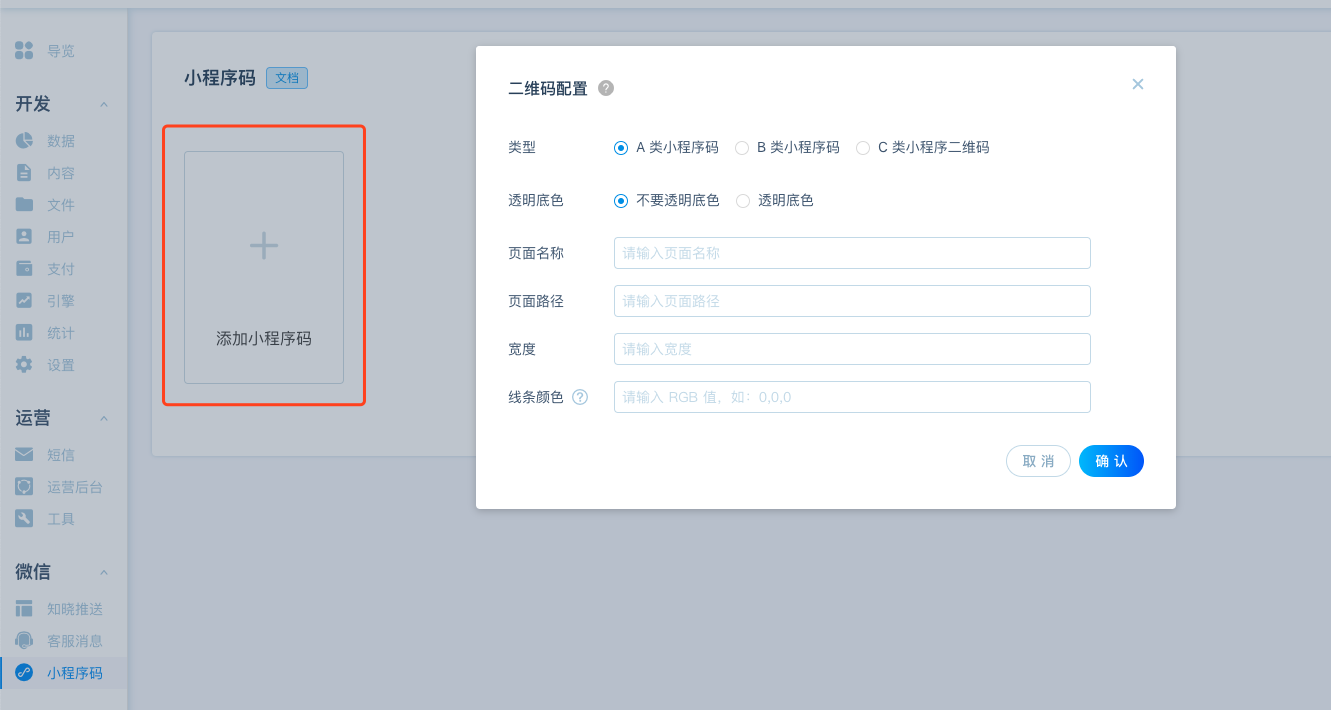 导览
开发
数据
内容
文件
用户
支付
引擎
统计
设置
运营
短信
运营后台
工具
微信
知晓推送
客服消息
小程序码
小程序码 文档
添加小程序码
二维码配置 ?
类型 A 类小程序码 B 类小程序码 C 类小程序二维码
透明底色 不要透明底色 透明底色
页面名称 请输入页面名称
页面路径 请输入页面路径
宽度 请输入宽度
线条颜色 ? 请输入 RGB 值，如：0,0,0
取 消 确 认